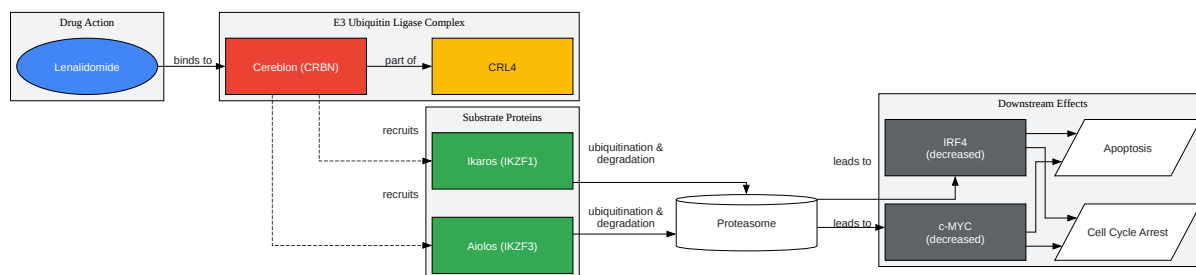 Drug Action
Lenalidomide
binds to
E3 Ubiquitin Ligase Complex
Cereblon (CRBN)
part of
CRL4
recruits
recruits
Substrate Proteins
Ikaros (IKZF1)
Aiolos (IKZF3)
ubiquitination &
degradation
ubiquitination &
degradation
Proteasome
leads to
leads to
Downstream Effects
IRF4
(decreased)
c-MYC
(decreased)
Apoptosis
Cell Cycle Arrest